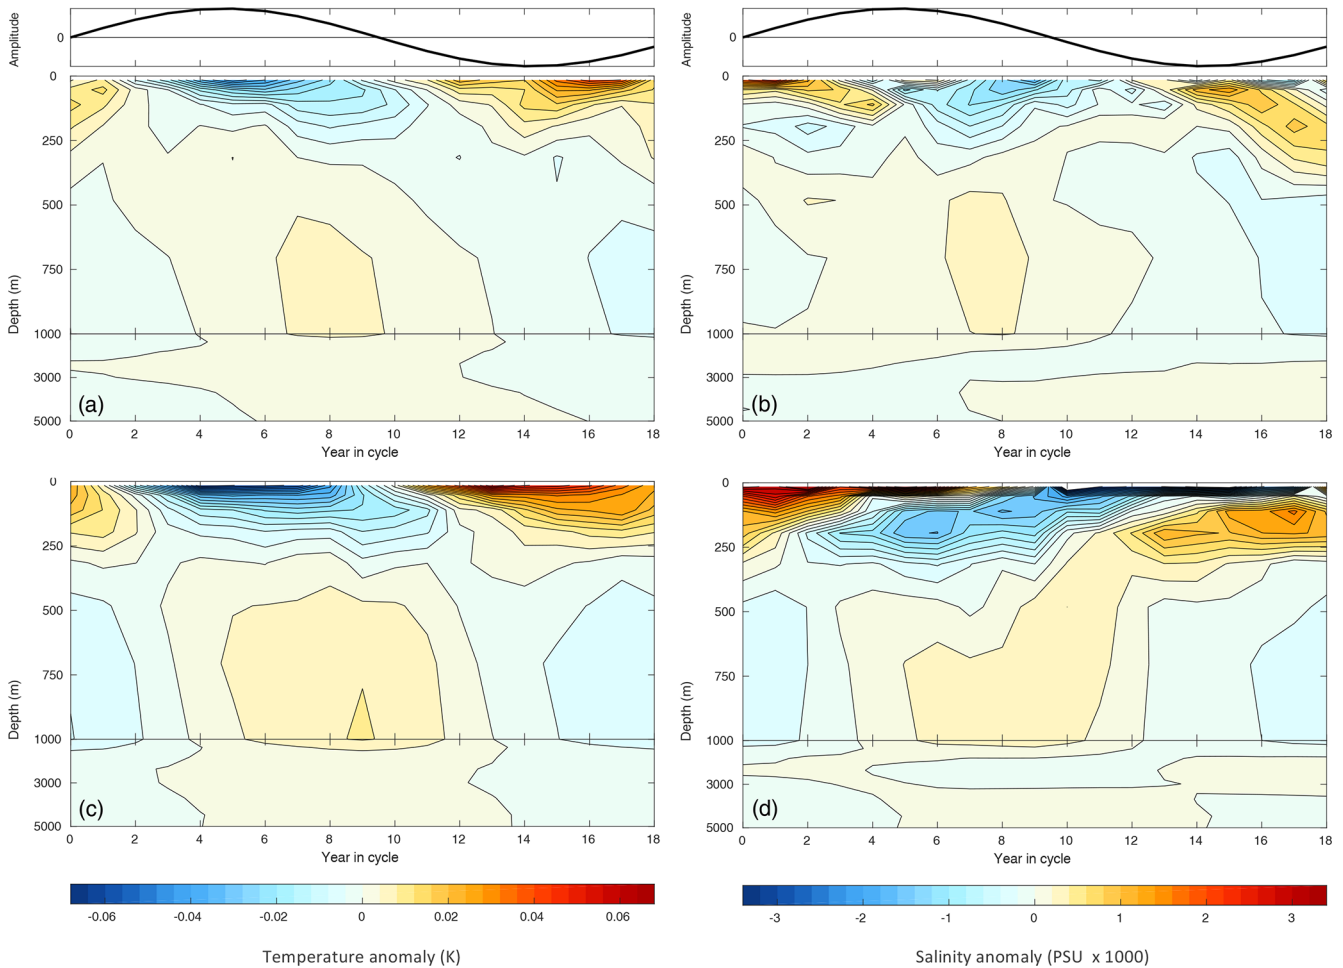 Amplitude
0
Amplitude
0
0
250
500
750
1000
3000
5000
Depth (m)
(a)
0 2 4 6 8 10 12 14 16 18
Year in cycle
0
250
500
750
1000
3000
5000
Depth (m)
(b)
0 2 4 6 8 10 12 14 16 18
Year in cycle
0
250
500
750
1000
3000
5000
Depth (m)
(c)
0 2 4 6 8 10 12 14 16 18
Year in cycle
0
250
500
750
1000
3000
5000
Depth (m)
(d)
0 2 4 6 8 10 12 14 16 18
Year in cycle
-0.06 -0.04 -0.02 0 0.02 0.04 0.06
Temperature anomaly (K)
-3 -2 -1 0 1 2 3
Salinity anomaly (PSU x 1000)